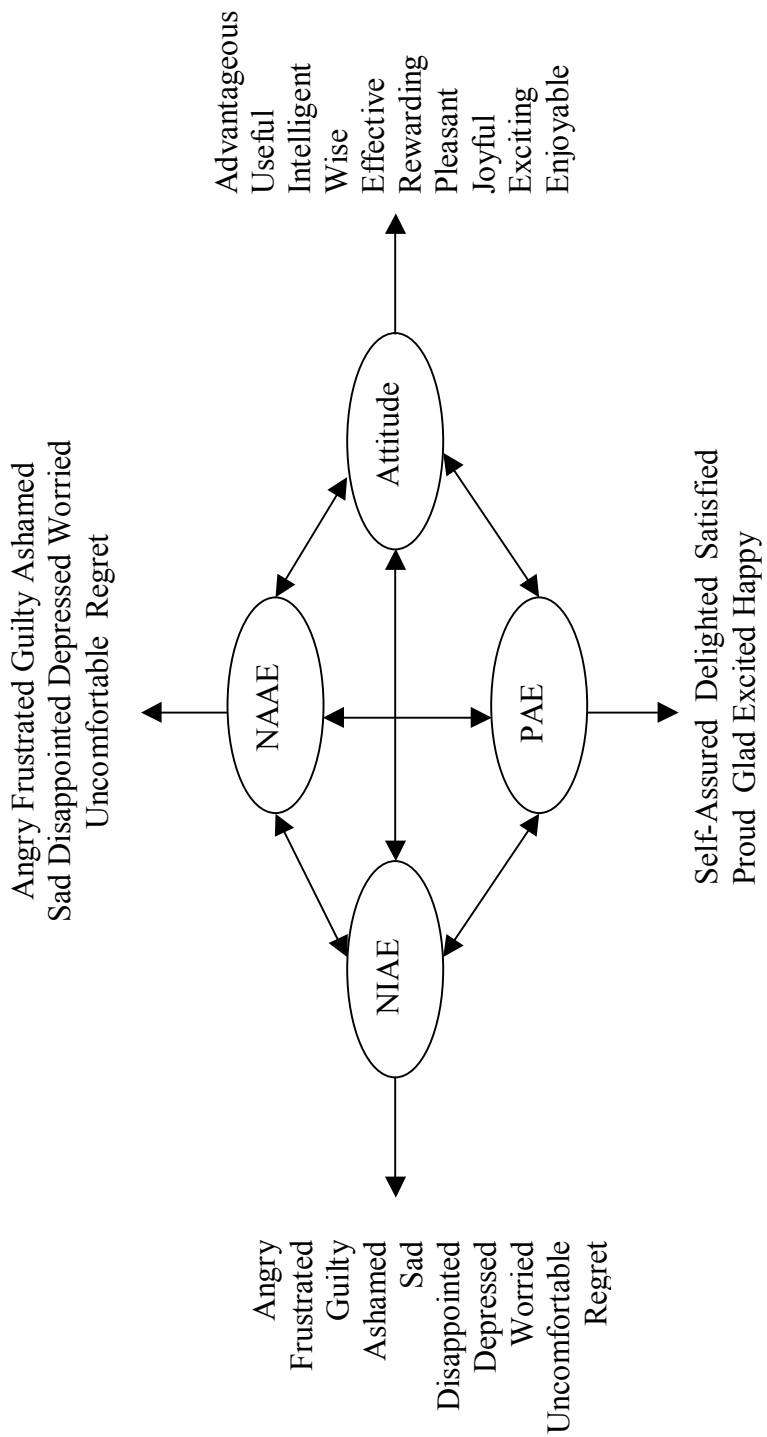 Angry Frustrated Guilty Ashamed
Sad Disappointed Depressed Worried
Uncomfortable Regret
NAAE
Angry
Frustrated
Guilty
Ashamed
Sad
Disappointed
Depressed
Worried
Uncomfortable
Regret
NIAE
Attitude
Advantageous
Useful
Intelligent
Wise
Effective
Rewarding
Pleasant
Joyful
Exciting
Enjoyable
PAE
Self-Assured Delighted Satisfied
Proud Glad Excited Happy